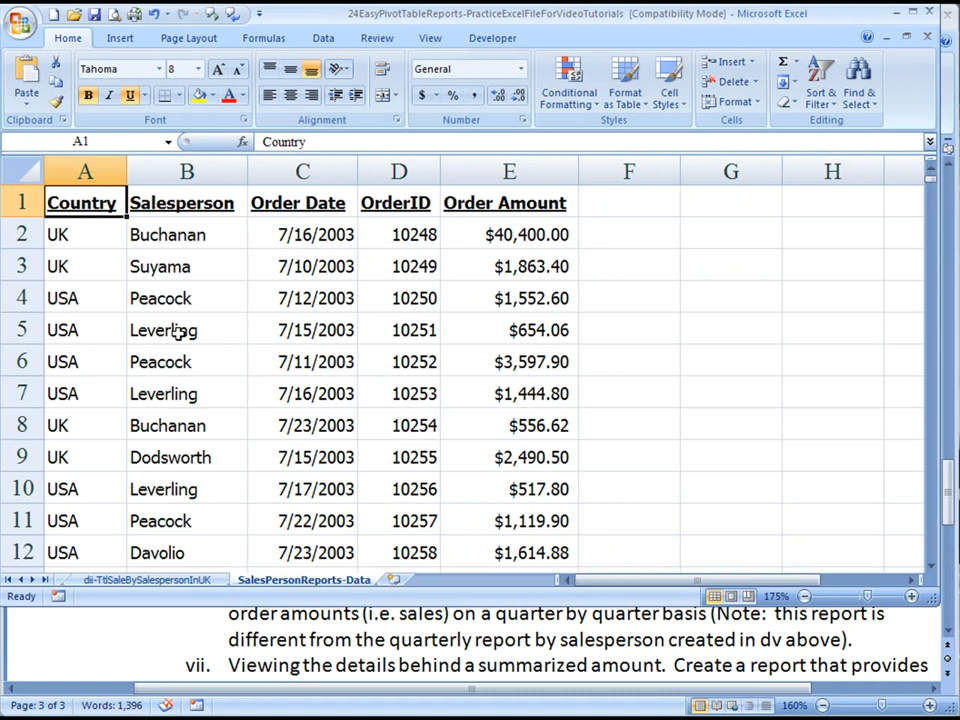 24EasyPivotTableReports-PracticeExcelFileForVideoTutorials [Compatibility Mode] - Microsoft Excel
Home Insert Page Layout Formulas Data Review View Developer
Paste Tahoma 8 A A General Conditional Formatting Format as Table Cell Styles Insert Delete Format Σ Sort & Filter Find & Select
B I U A $ % ,
Clipboard Font Alignment Number Styles Cells Editing
A1 fx Country
A B C D E F G H
1 Country Salesperson Order Date OrderID Order Amount
2 UK Buchanan 7/16/2003 10248 $40,400.00
3 UK Suyama 7/10/2003 10249 $1,863.40
4 USA Peacock 7/12/2003 10250 $1,552.60
5 USA Leverling 7/15/2003 10251 $654.06
6 USA Peacock 7/11/2003 10252 $3,597.90
7 USA Leverling 7/16/2003 10253 $1,444.80
8 UK Buchanan 7/23/2003 10254 $556.62
9 UK Dodsworth 7/15/2003 10255 $2,490.50
10 USA Leverling 7/17/2003 10256 $517.80
11 USA Peacock 7/22/2003 10257 $1,119.90
12 USA Davolio 7/23/2003 10258 $1,614.88
dii-TtlSaleBySalespersonInUK SalesPersonReports-Data
Ready 175%
order amounts (i.e. sales) on a quarter by quarter basis (Note: this report is
different from the quarterly report by salesperson created in dv above).
vii. Viewing the details behind a summarized amount. Create a report that provides
Page: 3 of 3 Words: 1,396 160%